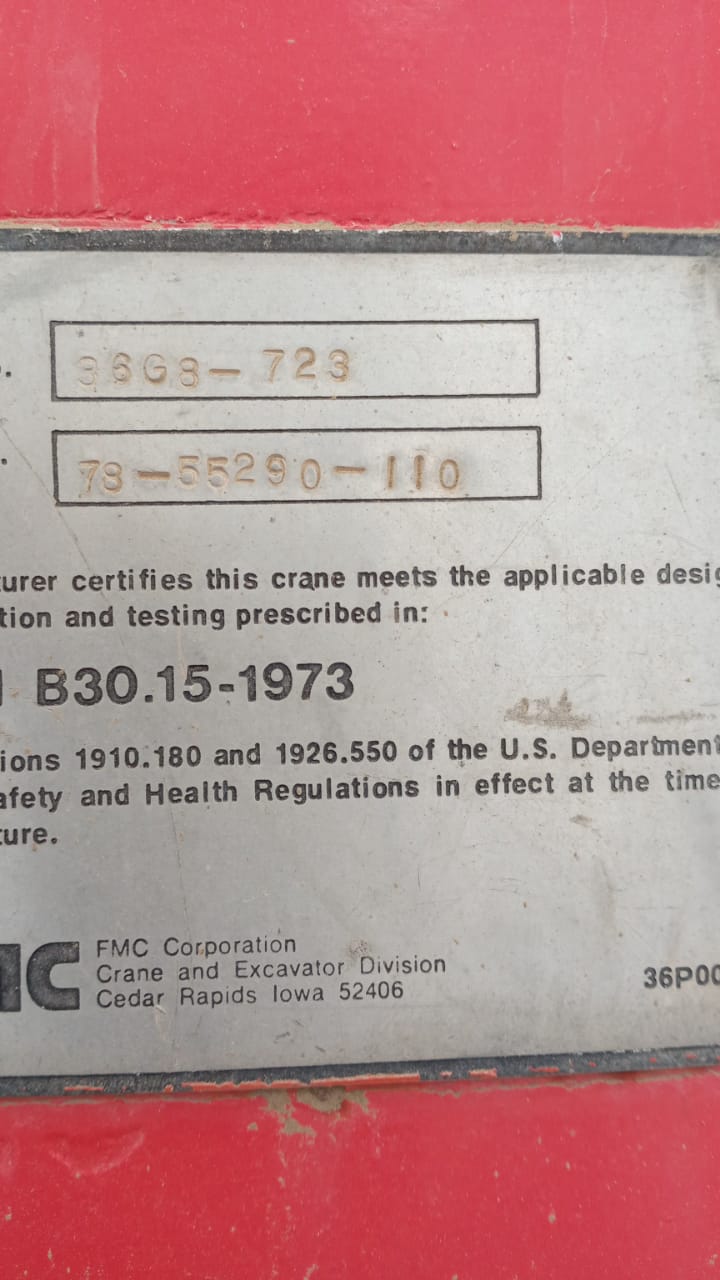 36G8- 723
78-55290-110
urer certifies this crane meets the applicable desig
tion and testing prescribed in:
B30.15-1973
ions 1910.180 and 1926.550 of the U.S. Department
afety and Health Regulations in effect at the time
ture.
MC
FMC Corporation
Crane and Excavator Division
Cedar Rapids Iowa 52406
36P00